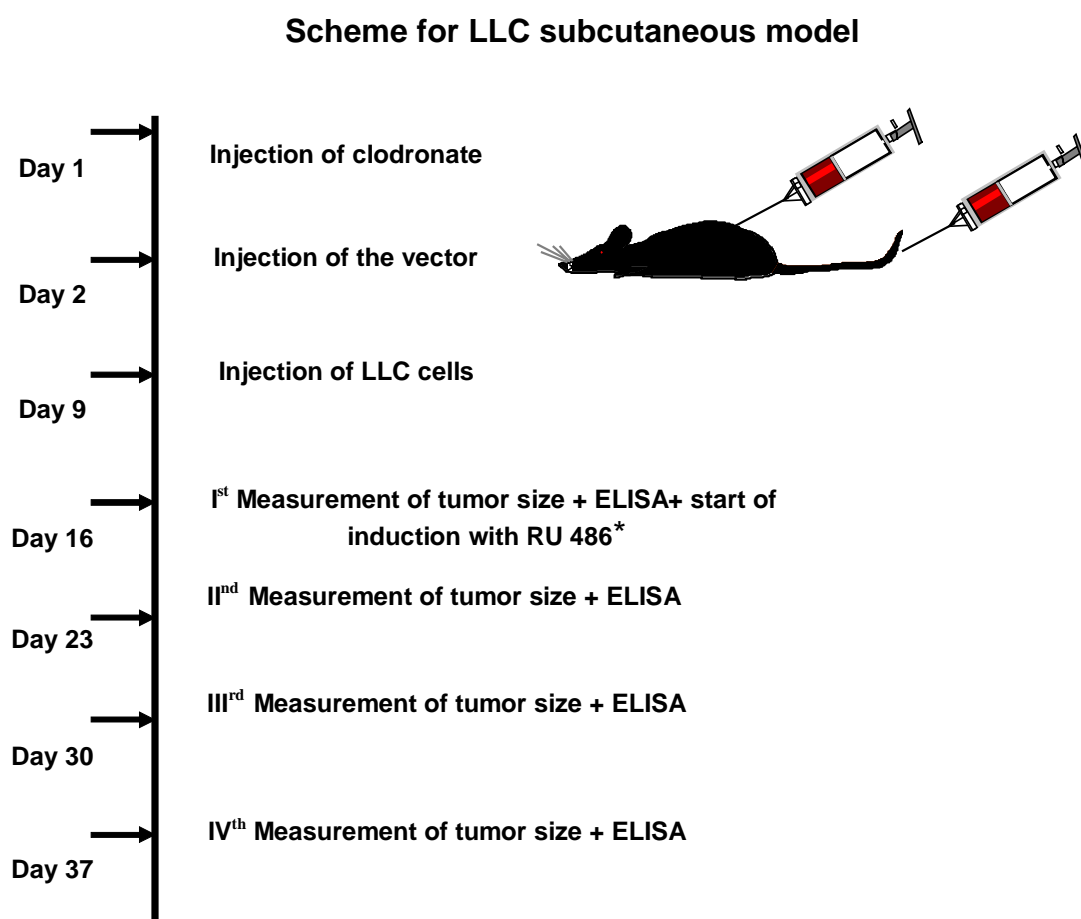 Scheme for LLC subcutaneous model
Day 1
Injection of clodronate
Day 2
Injection of the vector
Day 9
Injection of LLC cells
Day 16
Ist Measurement of tumor size + ELISA+ start of
induction with RU 486*
Day 23
IInd Measurement of tumor size + ELISA
Day 30
IIIrd Measurement of tumor size + ELISA
Day 37
IVth Measurement of tumor size + ELISA